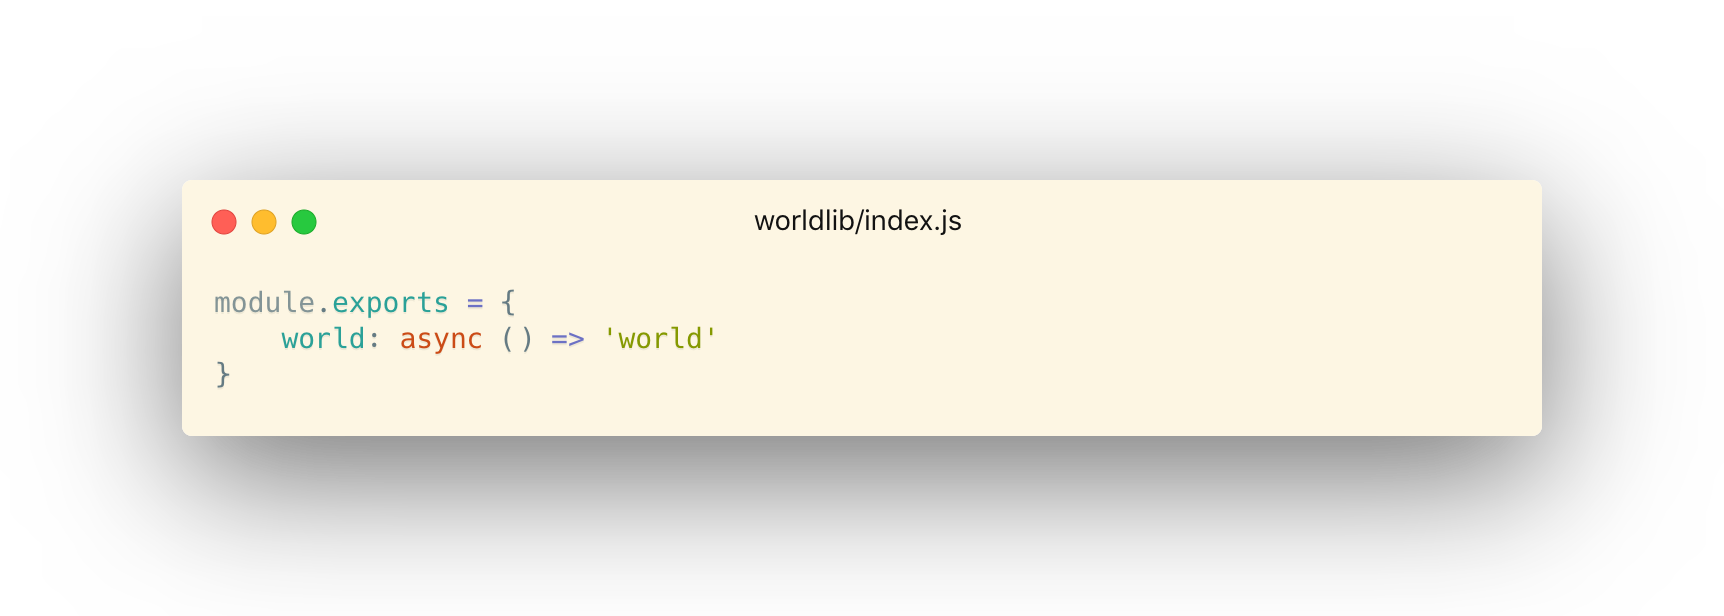 worldlib/index.js
module.exports = {
    world: async () => 'world'
}